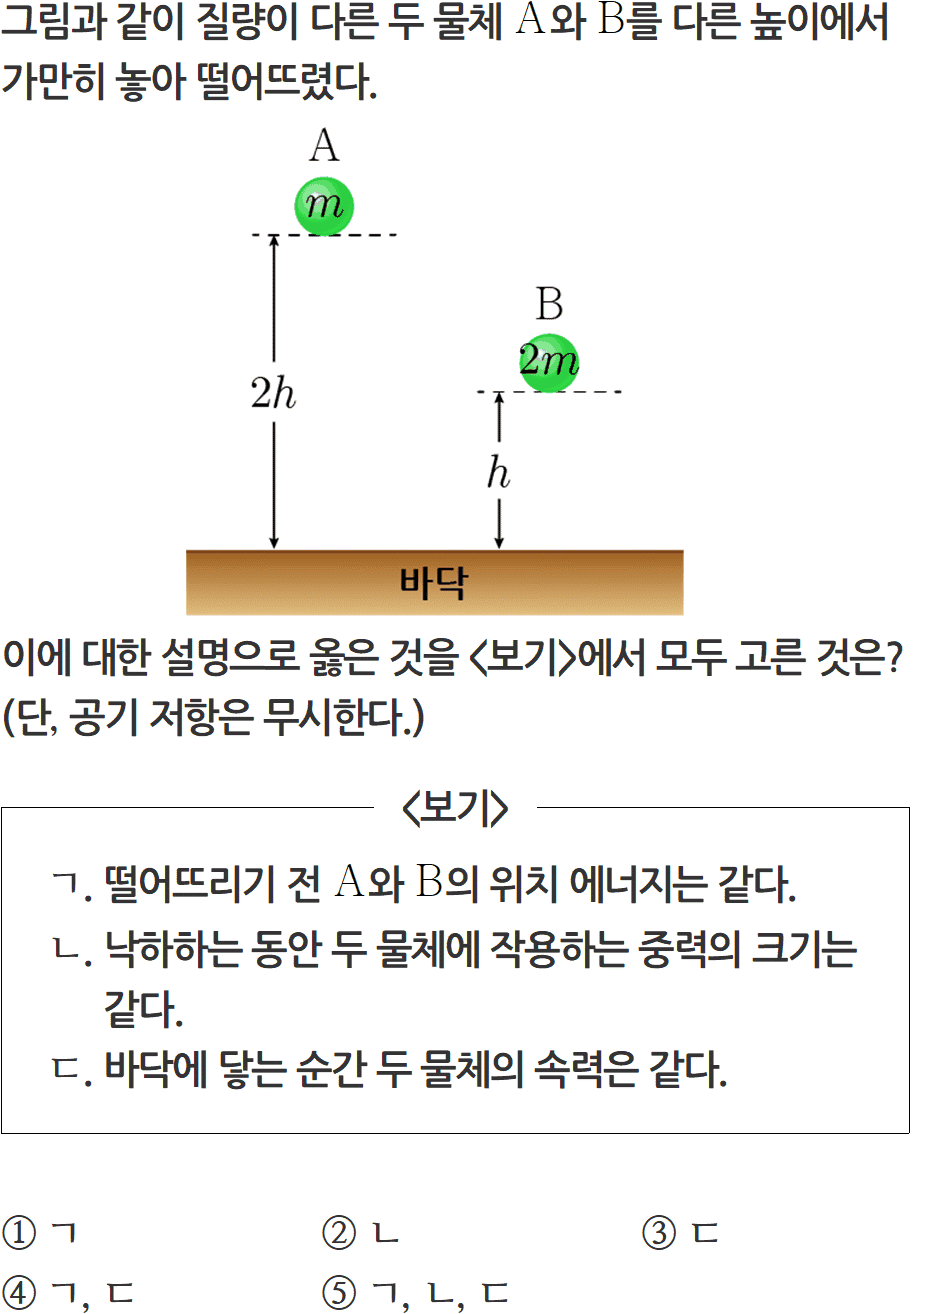 그림과 같이 질량이 다른 두 물체 A와 B를 다른 높이에서
가만히 놓아 떨어뜨렸다.
A
m
B
2m
2h
h
바닥
이에 대한 설명으로 옳은 것을 <보기>에서 모두 고른 것은?
(단, 공기 저항은 무시한다.)
<보기>
ㄱ. 떨어뜨리기 전 A와 B의 위치 에너지는 같다.
ㄴ. 낙하하는 동안 두 물체에 작용하는 중력의 크기는
같다.
ㄷ. 바닥에 닿는 순간 두 물체의 속력은 같다.
① ㄱ ② ㄴ ③ ㄷ
④ ㄱ, ㄷ ⑤ ㄱ, ㄴ, ㄷ